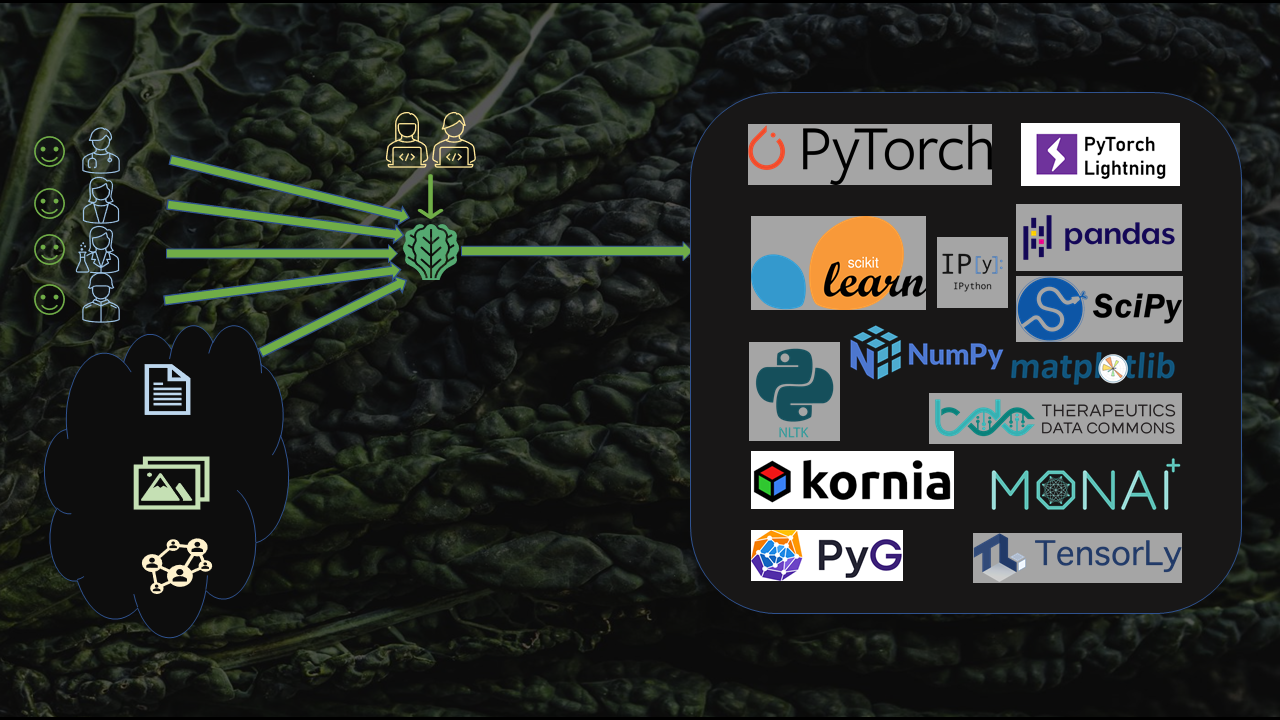 PyTorch
PyTorch
Lightning
scikit
learn
IP[y]:
IPython
pandas
SciPy
NumPy
matplotlib
NLTK
THERAPEUTICS
DATA COMMONS
kornia
MONAI
PyG
TensorLy